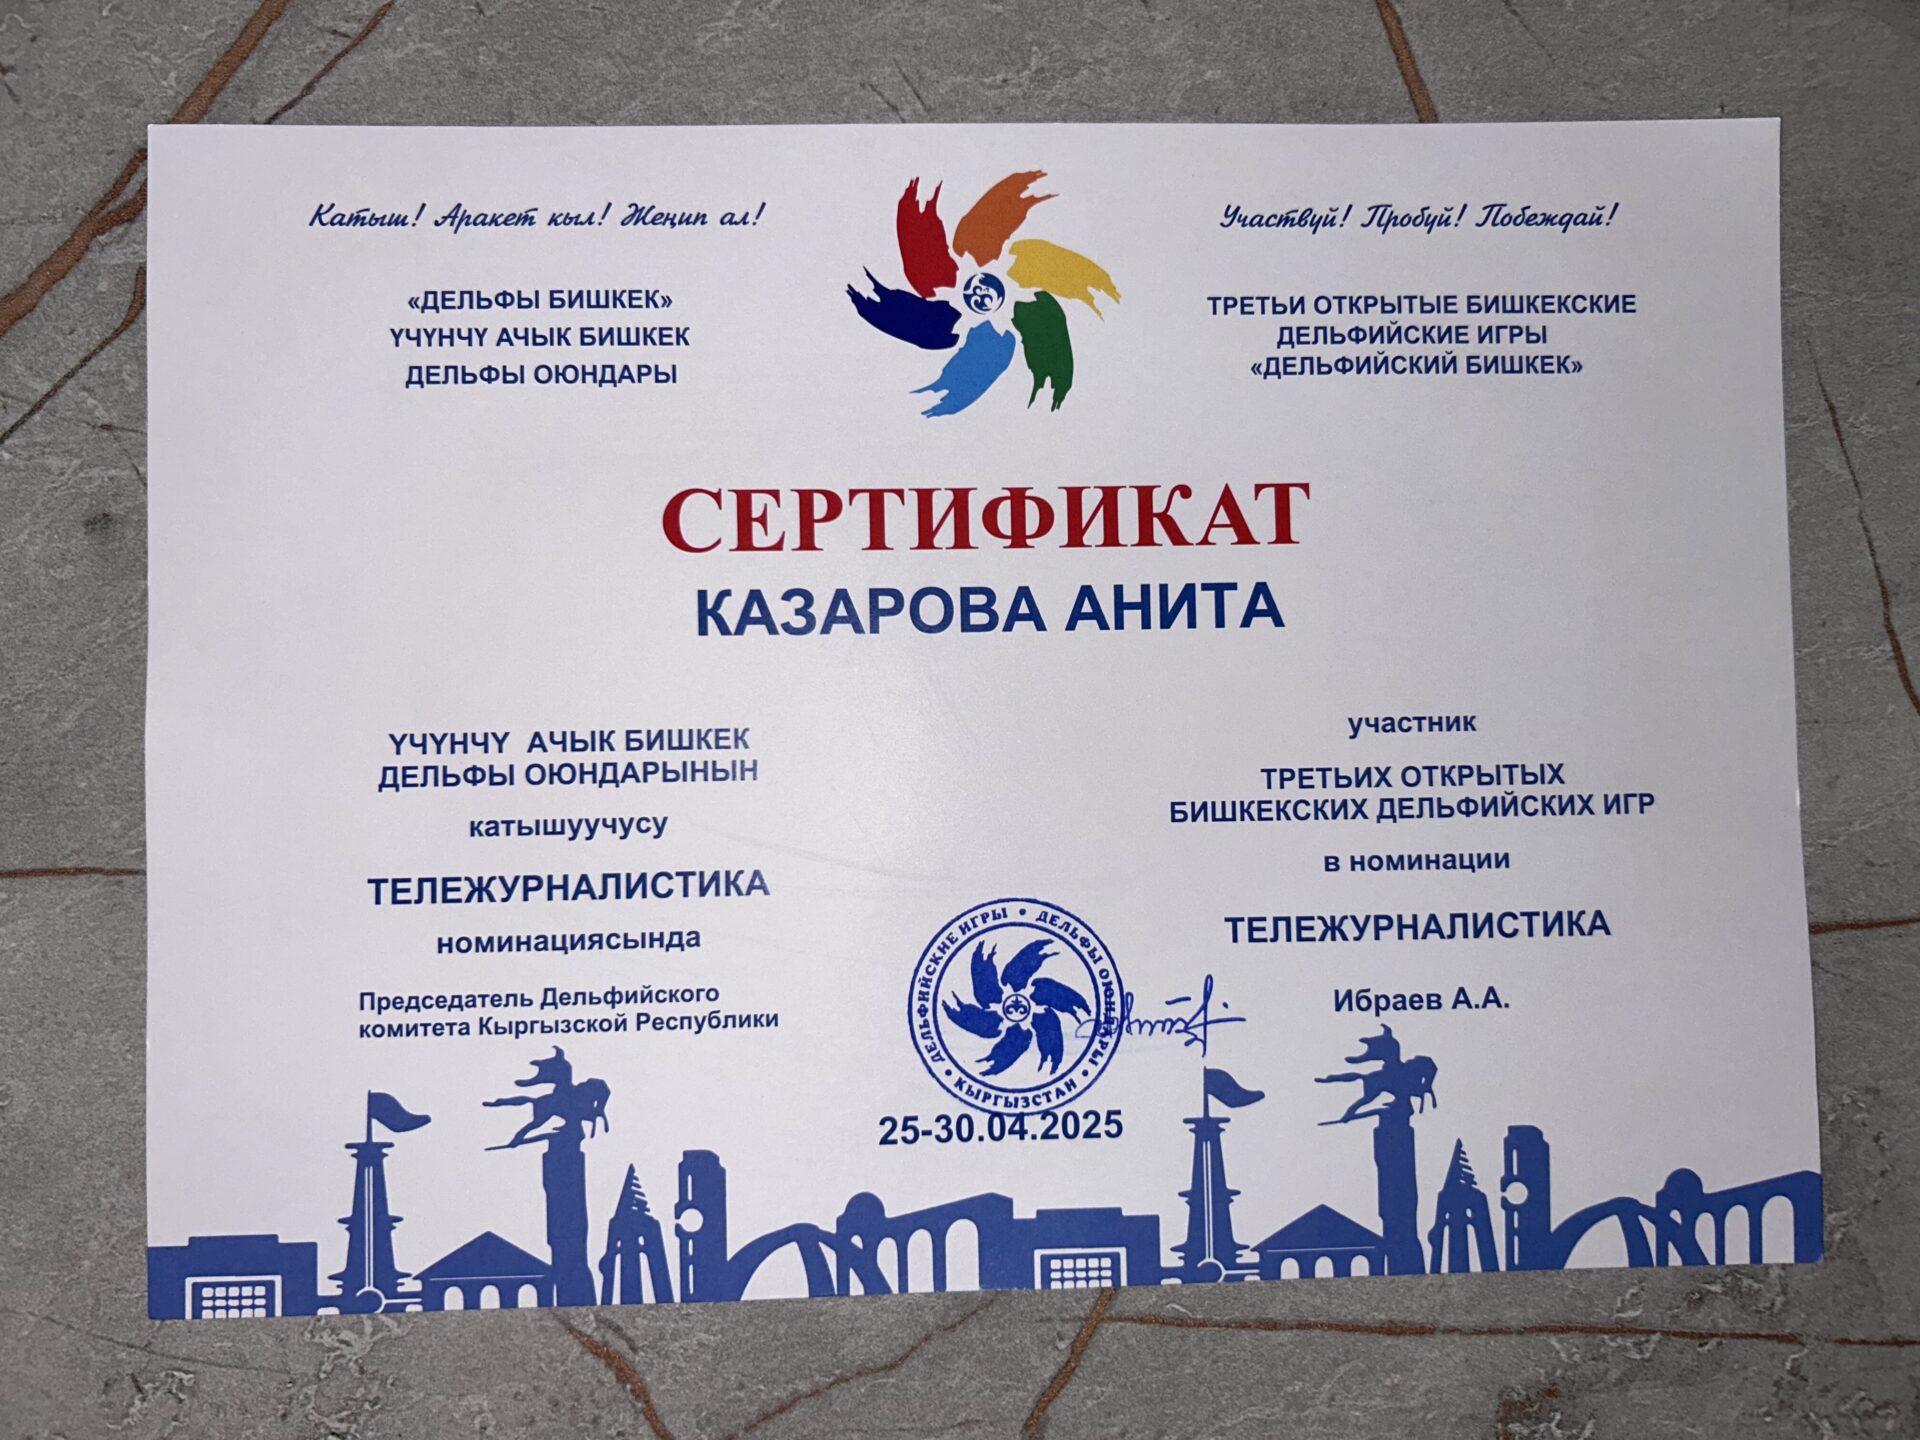 Катыш! Аракет кыл! Жеңип ал!
«ДЕЛЬФЫ БИШКЕК»
ҮЧҮНЧҮ АЧЫК БИШКЕК
ДЕЛЬФЫ ОЮНДАРЫ
Участвуй! Пробуй! Побеждай!
ТРЕТЬИ ОТКРЫТЫЕ БИШКЕКСКИЕ
ДЕЛЬФИЙСКИЕ ИГРЫ
«ДЕЛЬФИЙСКИЙ БИШКЕК»
СЕРТИФИКАТ
КАЗАРОВА АНИТА
ҮЧҮНЧҮ АЧЫК БИШКЕК
ДЕЛЬФЫ ОЮНДАРЫНЫН
катышуучусу
ТЕЛЕЖУРНАЛИСТИКА
номинациясында
Председатель Дельфийского
комитета Кыргызской Республики
участник
ТРЕТЬИХ ОТКРЫТЫХ
БИШКЕКСКИХ ДЕЛЬФИЙСКИХ ИГР
в номинации
ТЕЛЕЖУРНАЛИСТИКА
Ибраев А.А.
ДЕЛЬФИЙСКИЕ ИГРЫ • ДЕЛЬФЫ ОЮНДАРЫ • КЫРГЫЗСТАН •
25-30.04.2025